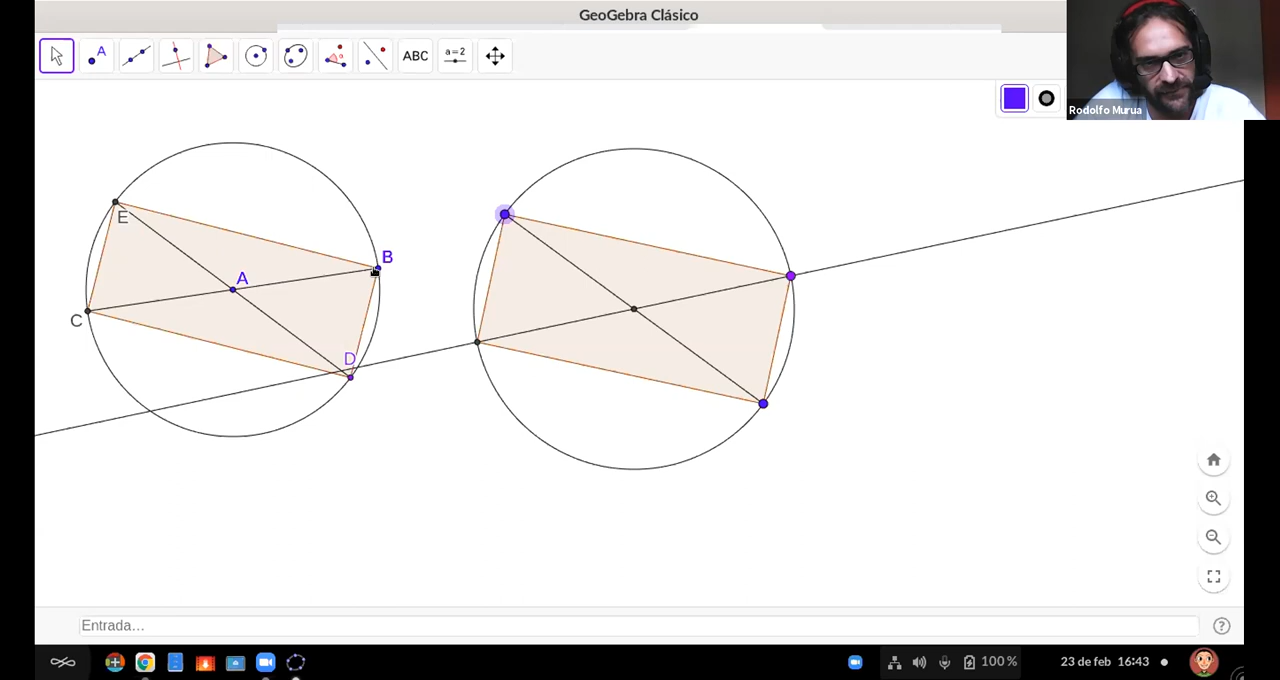 GeoGebra Clásico
A
ABC
a=2
Rodolfo Murua
E
B
A
C
D
Entrada…
?
100 %
23 de feb 16:43